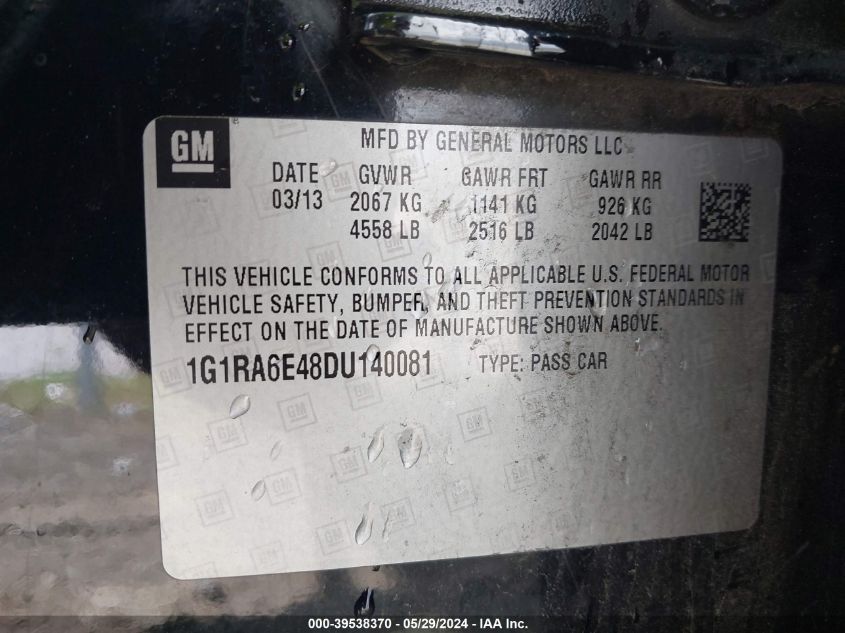 GM
MFD BY GENERAL MOTORS LLC
DATE GVWR GAWR FRT GAWR RR
03/13 2067 KG 1141 KG 926 KG
4558 LB 2516 LB 2042 LB
THIS VEHICLE CONFORMS TO ALL APPLICABLE U.S. FEDERAL MOTOR
VEHICLE SAFETY, BUMPER, AND THEFT PREVENTION STANDARDS IN
EFFECT ON THE DATE OF MANUFACTURE SHOWN ABOVE.
1G1RA6E48DU140081 TYPE: PASS CAR
000-39538370 - 05/29/2024 - IAA Inc.